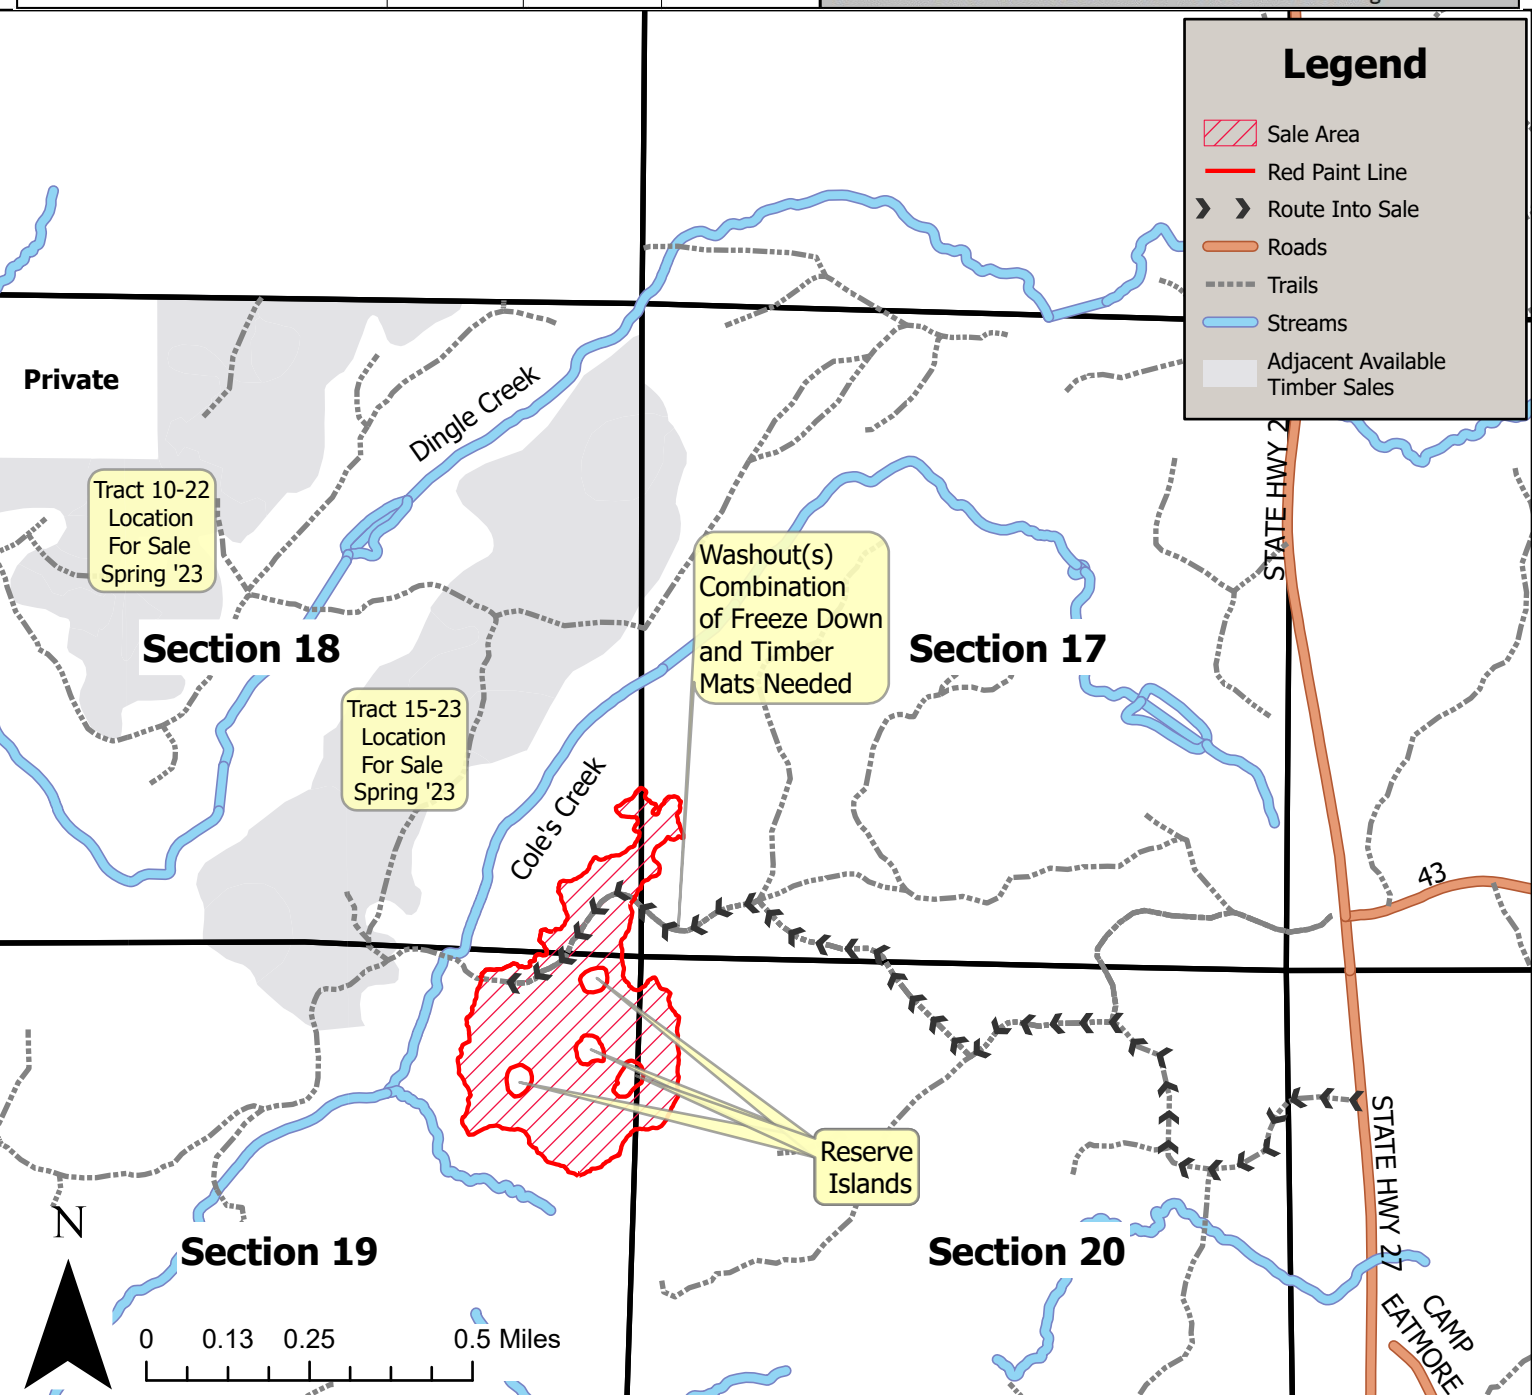 Legend
Sale Area
Red Paint Line
Route Into Sale
Roads
Trails
Streams
Adjacent Available
Timber Sales
Private
Dingle Creek
STATE HWY 2
Tract 10-22
Location
For Sale
Spring '23
Washout(s)
Combination
of Freeze Down
and Timber
Mats Needed
Section 18
Section 17
Tract 15-23
Location
For Sale
Spring '23
Cole's Creek
43
Reserve
Islands
STATE HWY 27
N
Section 19
Section 20
CAMP
EATMORE
0 0.13 0.25 0.5 Miles